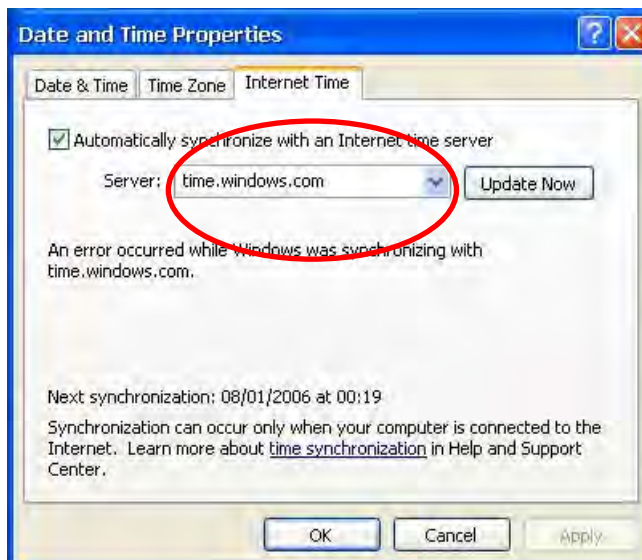 Date and Time Properties
Date & Time Time Zone Internet Time
Automatically synchronize with an Internet time server
Server: time.windows.com Update Now
An error occurred while Windows was synchronizing with
time.windows.com.
Next synchronization: 08/01/2006 at 00:19
Synchronization can occur only when your computer is connected to the
Internet. Learn more about time synchronization in Help and Support
Center.
OK Cancel Apply